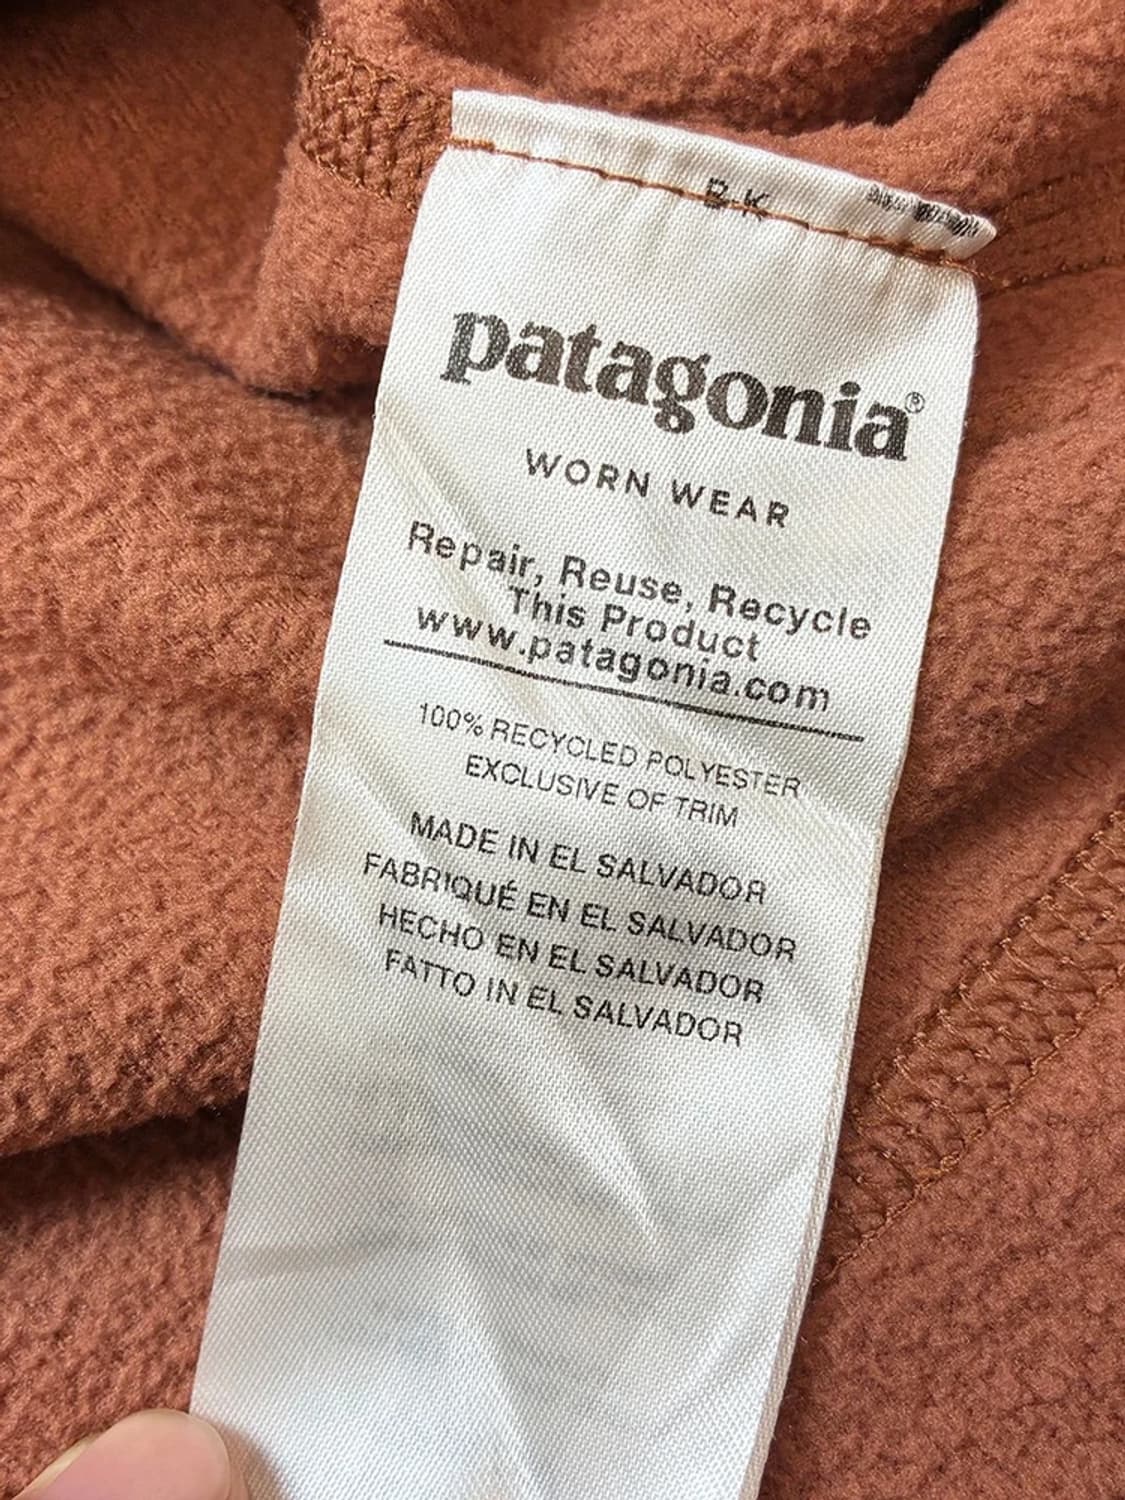 B-K
patagonia®
WORN WEAR
Repair, Reuse, Recycle
This Product
www.patagonia.com
100% RECYCLED POLYESTER
EXCLUSIVE OF TRIM
MADE IN EL SALVADOR
FABRIQUÉ EN EL SALVADOR
HECHO EN EL SALVADOR
FATTO IN EL SALVADOR